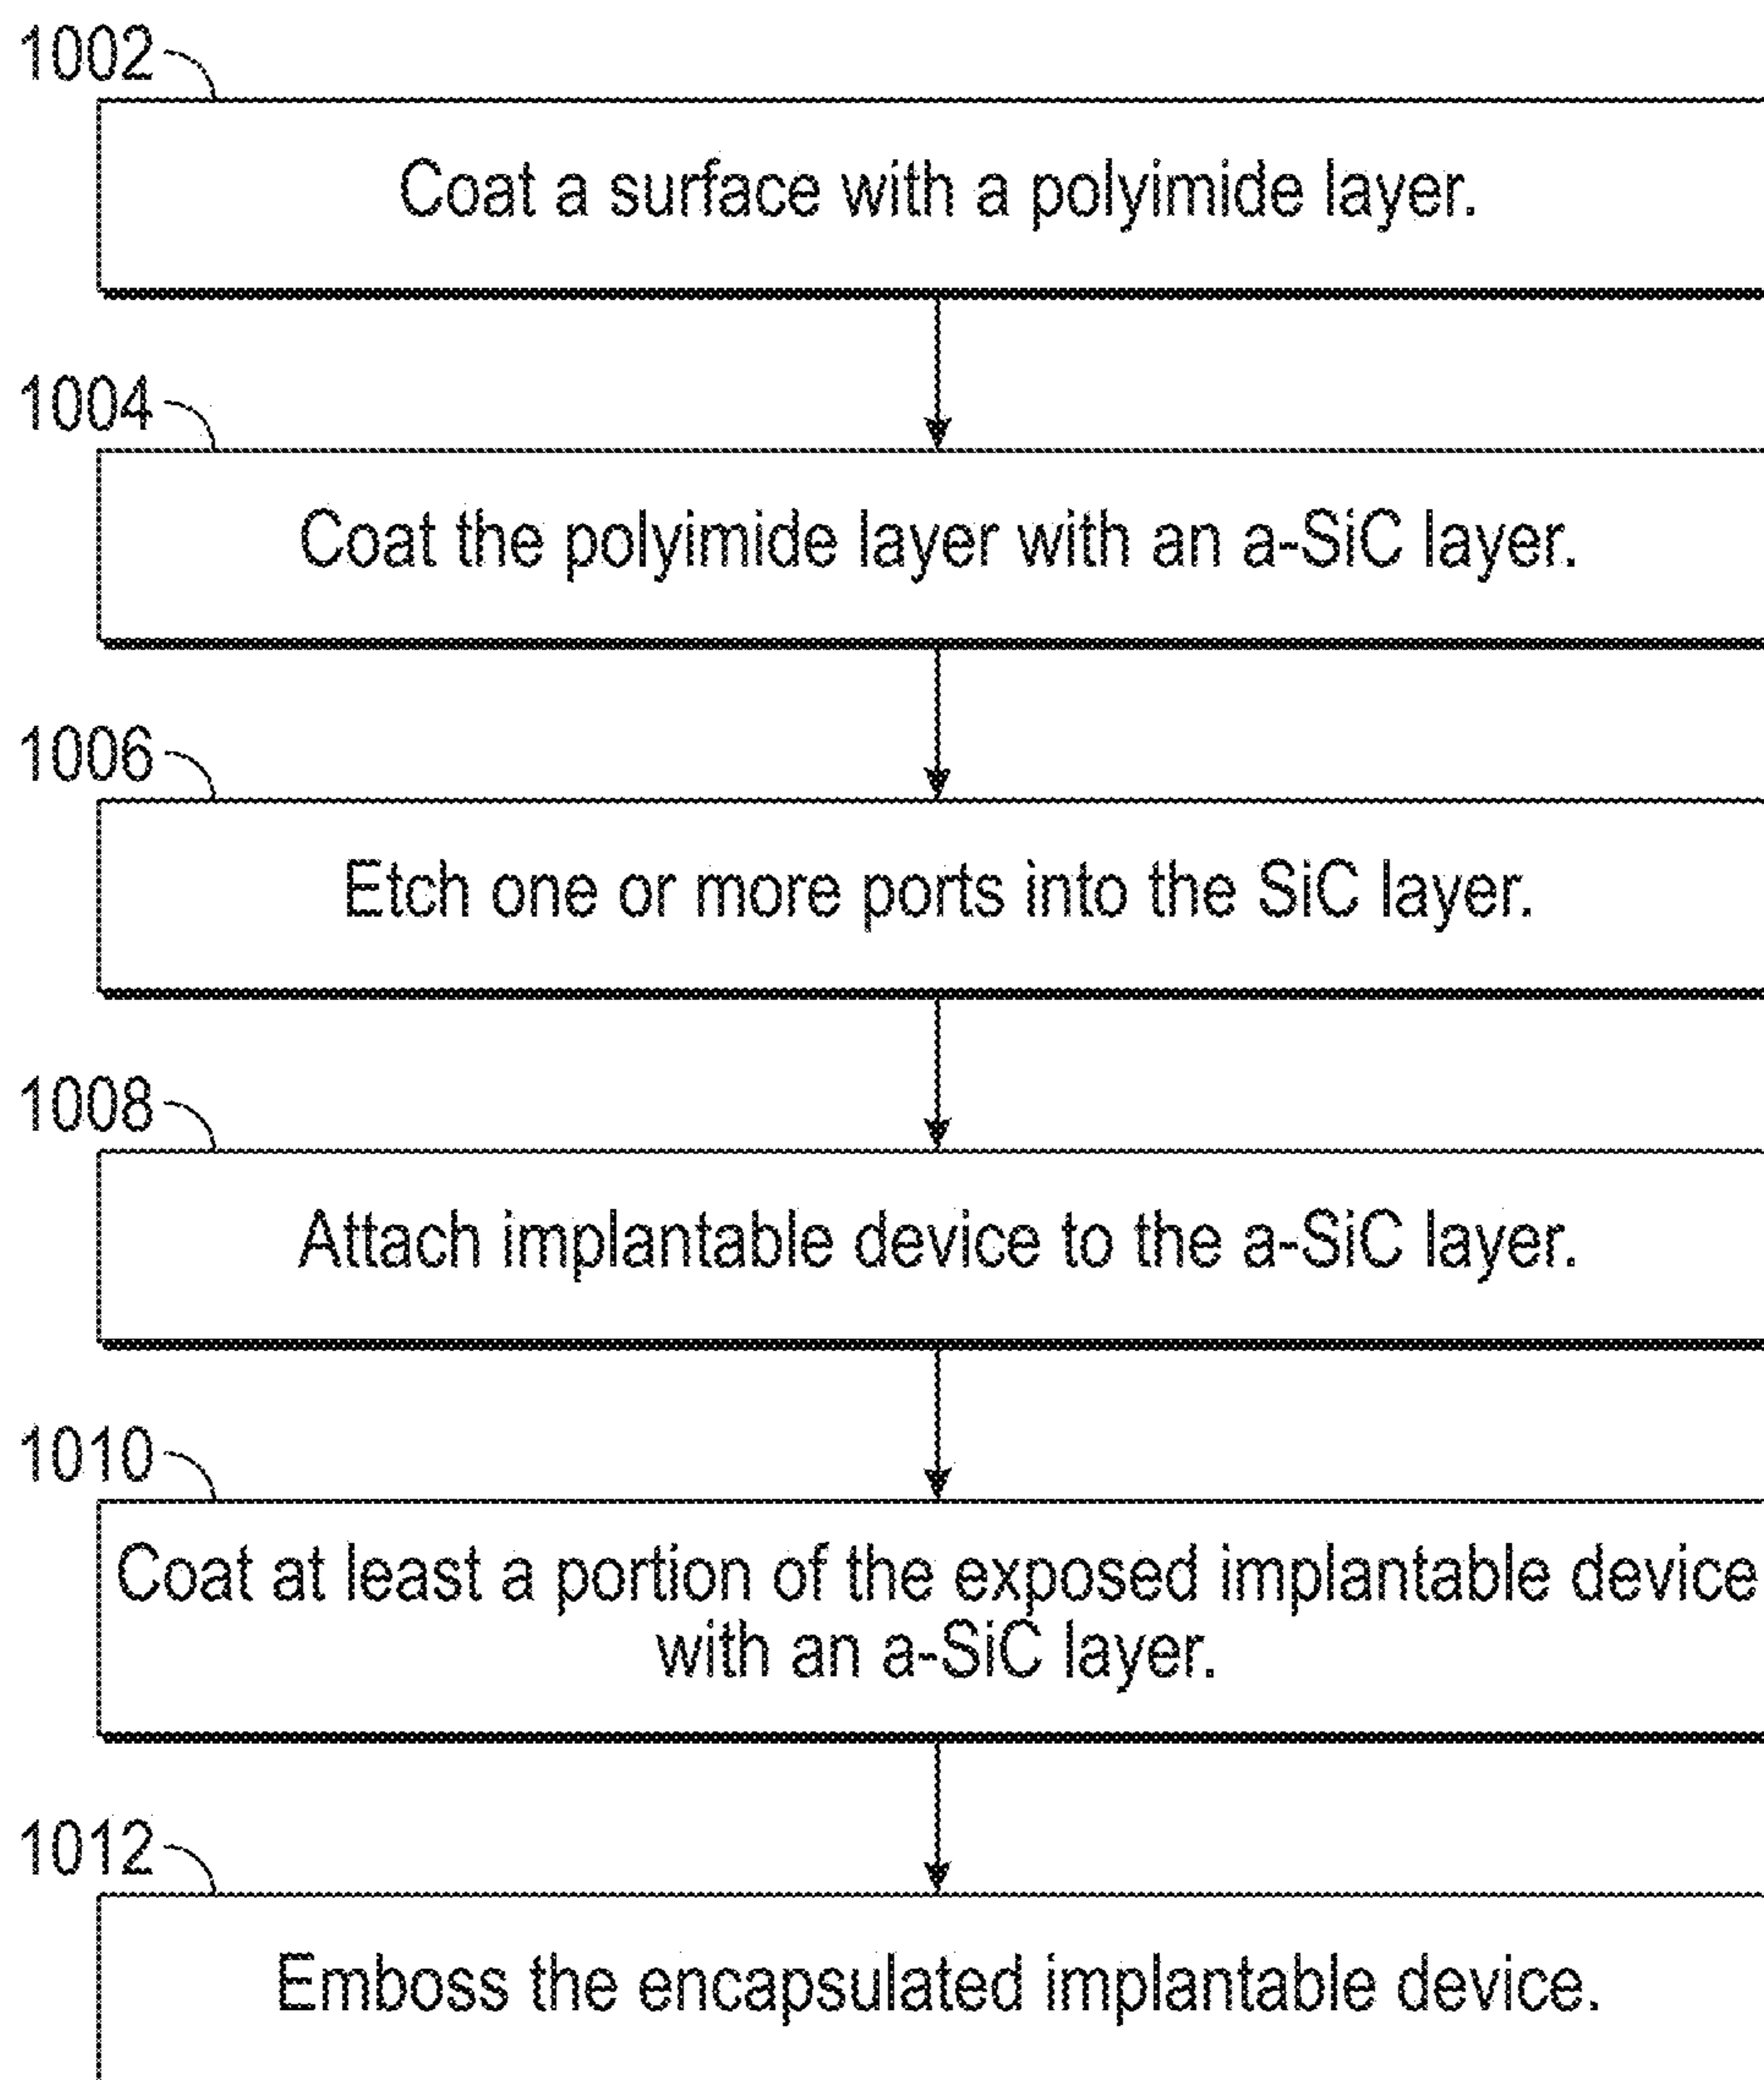 1002
Coat a surface with a polyimide layer.
1004
Coat the polyimide layer with an a-SiC layer.
1006
Etch one or more ports into the SiC layer.
1008
Attach implantable device to the a-SiC layer.
1010
Coat at least a portion of the exposed implantable device
with an a-SiC layer.
1012
Emboss the encapsulated implantable device.